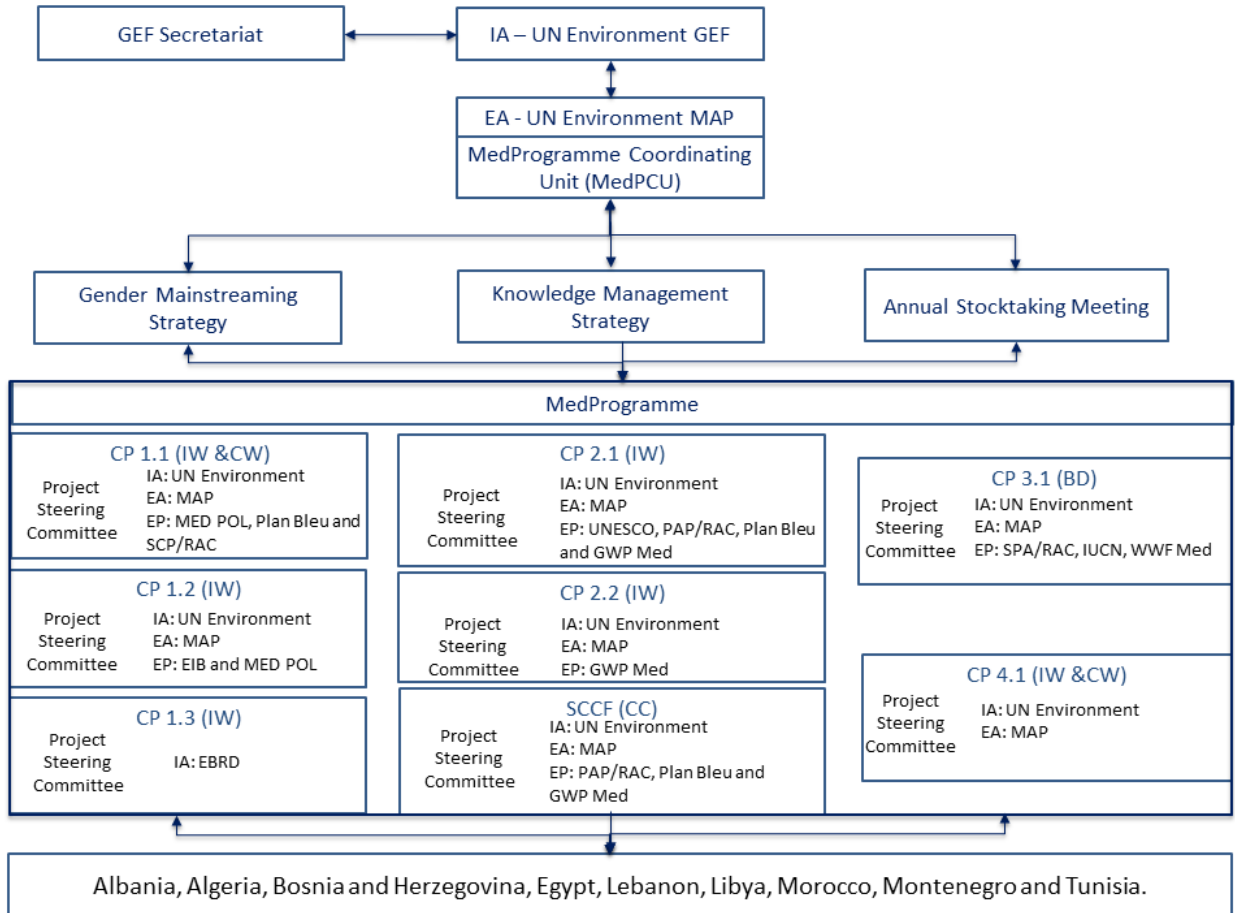 GEF Secretariat
IA – UN Environment GEF
EA - UN Environment MAP
MedProgramme Coordinating
Unit (MedPCU)
Gender Mainstreaming
Strategy
Knowledge Management
Strategy
Annual Stocktaking Meeting
MedProgramme
CP 1.1 (IW &CW)
Project
Steering
Committee
IA: UN Environment
EA: MAP
EP: MED POL, Plan Bleu and
SCP/RAC
CP 1.2 (IW)
Project
Steering
Committee
IA: UN Environment
EA: MAP
EP: EIB and MED POL
CP 1.3 (IW)
Project
Steering
Committee
IA: EBRD
CP 2.1 (IW)
Project
Steering
Committee
IA: UN Environment
EA: MAP
EP: UNESCO, PAP/RAC, Plan Bleu
and GWP Med
CP 2.2 (IW)
Project
Steering
Committee
IA: UN Environment
EA: MAP
EP: GWP Med
SCCF (CC)
Project
Steering
Committee
IA: UN Environment
EA: MAP
EP: PAP/RAC, Plan Bleu and
GWP Med
CP 3.1 (BD)
Project
Steering
Committee
IA: UN Environment
EA: MAP
EP: SPA/RAC, IUCN, WWF Med
CP 4.1 (IW &CW)
Project
Steering
Committee
IA: UN Environment
EA: MAP
Albania, Algeria, Bosnia and Herzegovina, Egypt, Lebanon, Libya, Morocco, Montenegro and Tunisia.